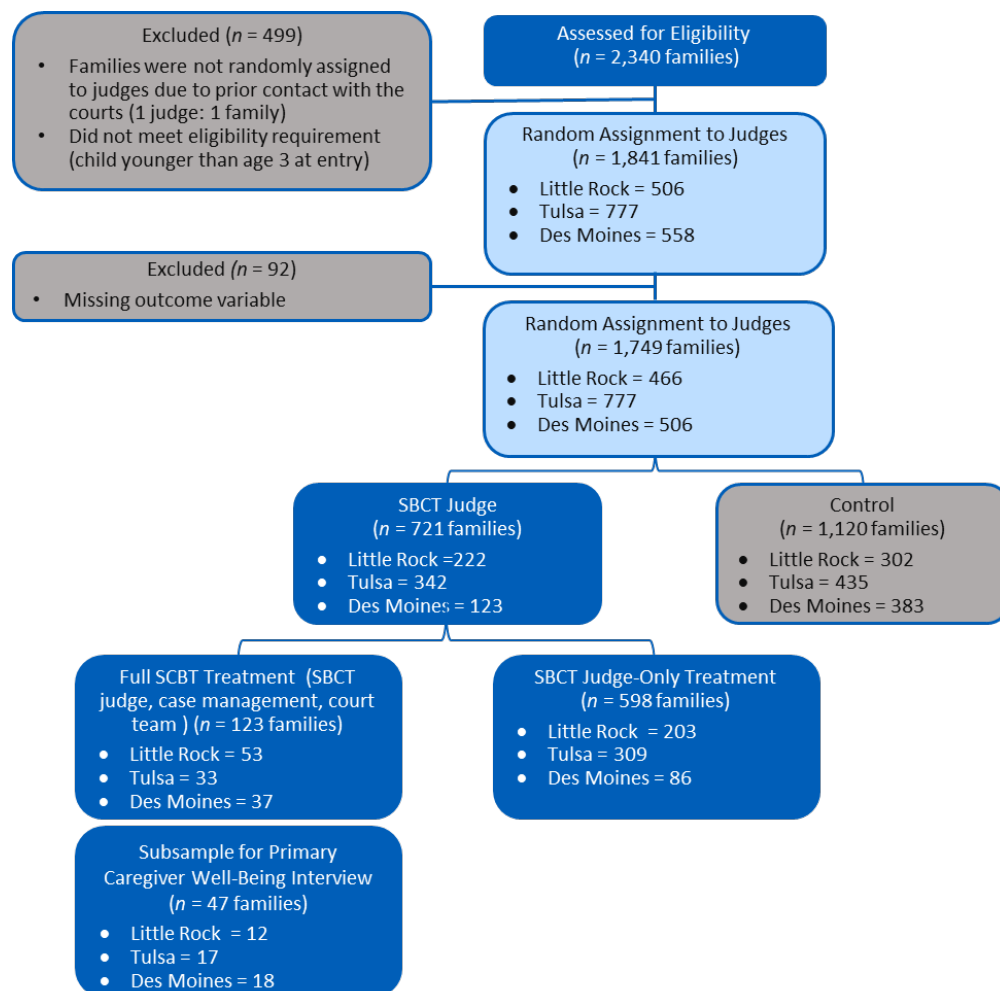 Assessed for Eligibility
(n = 2,340 families)
Excluded (n = 499)
• Families were not randomly assigned
to judges due to prior contact with the
courts (1 judge: 1 family)
• Did not meet eligibility requirement
(child younger than age 3 at entry)
Random Assignment to Judges
(n = 1,841 families)
• Little Rock = 506
• Tulsa = 777
• Des Moines = 558
Excluded (n = 92)
• Missing outcome variable
Random Assignment to Judges
(n = 1,749 families)
• Little Rock = 466
• Tulsa = 777
• Des Moines = 506
SBCT Judge
(n = 721 families)
• Little Rock =222
• Tulsa = 342
• Des Moines = 123
Control
(n = 1,120 families)
• Little Rock = 302
• Tulsa = 435
• Des Moines = 383
Full SCBT Treatment (SBCT
judge, case management, court
team ) (n = 123 families)
• Little Rock = 53
• Tulsa = 33
• Des Moines = 37
SBCT Judge-Only Treatment
(n = 598 families)
• Little Rock = 203
• Tulsa = 309
• Des Moines = 86
Subsample for Primary
Caregiver Well-Being Interview
(n = 47 families)
• Little Rock = 12
• Tulsa = 17
• Des Moines = 18